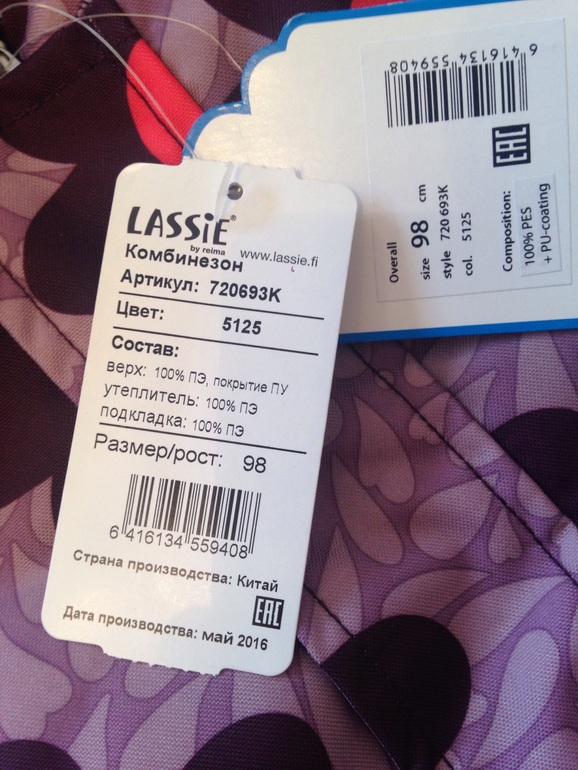 LASSiE®
by reima
www.lassie.fi
Комбинезон
Артикул: 720693K
Цвет: 5125
Состав:
верх: 100% ПЭ, покрытие ПУ
утеплитель: 100% ПЭ
подкладка: 100% ПЭ
Размер/рост: 98
6 416134 559408
Страна производства: Китай
EAC
Дата производства: май 2016
6 416134 559408
EAC
Overall
size 98 cm
style 720693K
col. 5125
Composition:
100% PES
+ PU-coating